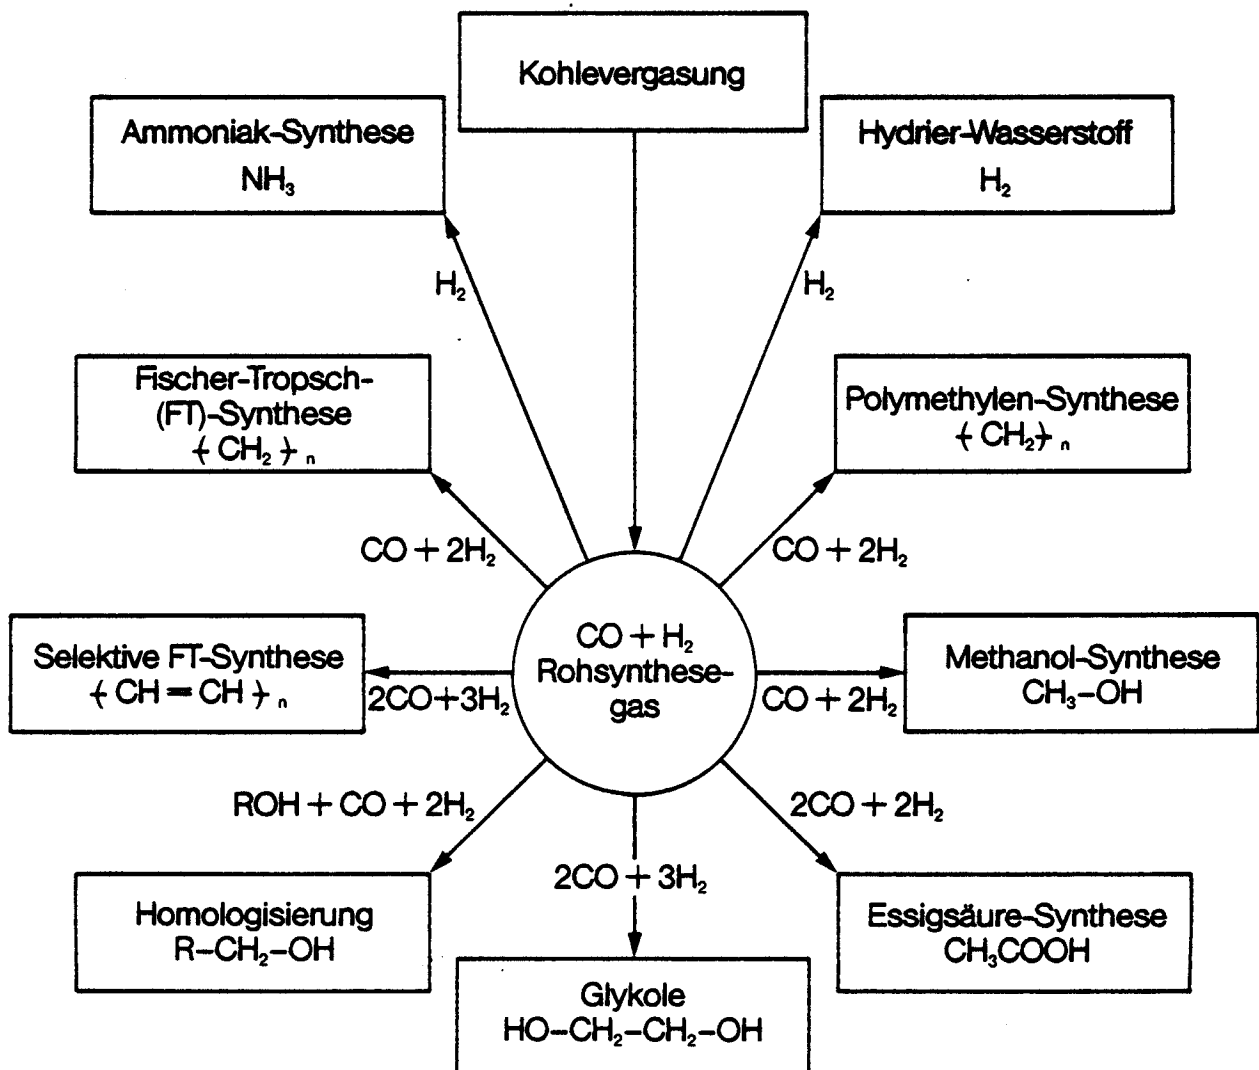 Kohlevergasung
Ammoniak-Synthese
NH₃
Hydrier-Wasserstoff
H₂
H₂
H₂
Fischer-Tropsch-
(FT)-Synthese
⟮CH₂⟯ₙ
Polymethylen-Synthese
⟮CH₂⟯ₙ
CO + 2H₂
CO + 2H₂
CO + H₂
Rohsynthese-
gas
Selektive FT-Synthese
⟮CH = CH⟯ₙ
2CO+3H₂
CO + 2H₂
Methanol-Synthese
CH₃-OH
ROH + CO + 2H₂
2CO + 2H₂
2CO + 3H₂
Homologisierung
R-CH₂-OH
Essigsäure-Synthese
CH₃COOH
Glykole
HO-CH₂-CH₂-OH